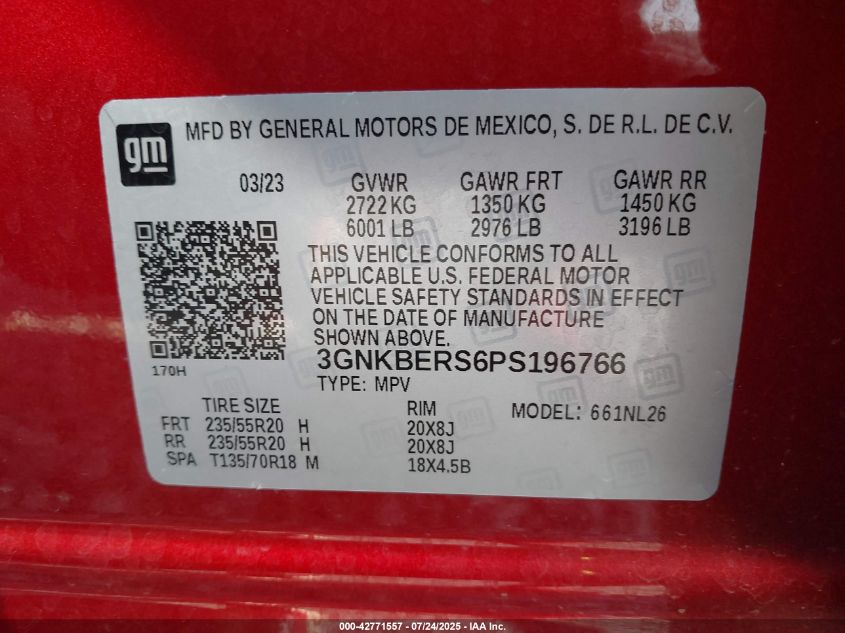 gm
MFD BY GENERAL MOTORS DE MEXICO, S. DE R.L. DE C.V.
03/23 GVWR GAWR FRT GAWR RR
2722 KG 1350 KG 1450 KG
6001 LB 2976 LB 3196 LB
THIS VEHICLE CONFORMS TO ALL
APPLICABLE U.S. FEDERAL MOTOR
VEHICLE SAFETY STANDARDS IN EFFECT
ON THE DATE OF MANUFACTURE
SHOWN ABOVE.
170H
3GNKBERS6PS196766
TYPE: MPV
TIRE SIZE RIM MODEL: 661NL26
FRT 235/55R20 H 20X8J
RR 235/55R20 H 20X8J
SPA T135/70R18 M 18X4.5B
000-42771557 - 07/24/2025 - IAA Inc.